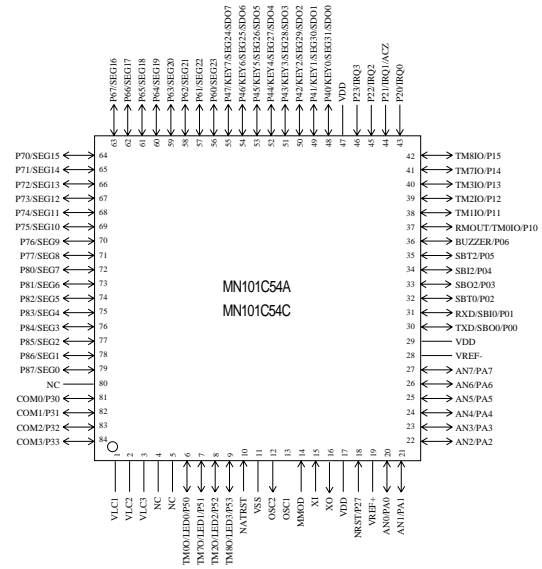 P67/SEG16
P66/SEG17
P65/SEG18
P64/SEG19
P63/SEG20
P62/SEG21
P61/SEG22
P60/SEG23
P47/KEY7/SEG24/SDO7
P46/KEY6/SEG25/SDO6
P45/KEY5/SEG26/SDO5
P44/KEY4/SEG27/SDO4
P43/KEY3/SEG28/SDO3
P42/KEY2/SEG29/SDO2
P41/KEY1/SEG30/SDO1
P40/KEY0/SEG31/SDO0
VDD
P23/IRQ3
P22/IRQ2
P21/IRQ1/ACZ
P20/IRQ0
63 62 61 60 59 58 57 56 55 54 53 52 51 50 49 48 47 46 45 44 43
P70/SEG15 64
P71/SEG14 65
P72/SEG13 66
P73/SEG12 67
P74/SEG11 68
P75/SEG10 69
P76/SEG9 70
P77/SEG8 71
P80/SEG7 72
P81/SEG6 73
P82/SEG5 74
P83/SEG4 75
P84/SEG3 76
P85/SEG2 77
P86/SEG1 78
P87/SEG0 79
NC 80
COM0/P30 81
COM1/P31 82
COM2/P32 83
COM3/P33 84
MN101C54A
MN101C54C
42 TM8IO/P15
41 TM7IO/P14
40 TM3IO/P13
39 TM2IO/P12
38 TM1IO/P11
37 RMOUT/TM0IO/P10
36 BUZZER/P06
35 SBT2/P05
34 SBI2/P04
33 SBO2/P03
32 SBT0/P02
31 RXD/SBI0/P01
30 TXD/SBO0/P00
29 VDD
28 VREF-
27 AN7/PA7
26 AN6/PA6
25 AN5/PA5
24 AN4/PA4
23 AN3/PA3
22 AN2/PA2
1 2 3 4 5 6 7 8 9 10 11 12 13 14 15 16 17 18 19 20 21
VLC1
VLC2
VLC3
NC
NC
TM0O/LED0/P50
TM7O/LED1/P51
TM2O/LED2/P52
TM8O/LED3/P53
NATRST
VSS
OSC2
OSC1
MMOD
XI
XO
VDD
NRST/P27
VREF+
AN0/PA0
AN1/PA1